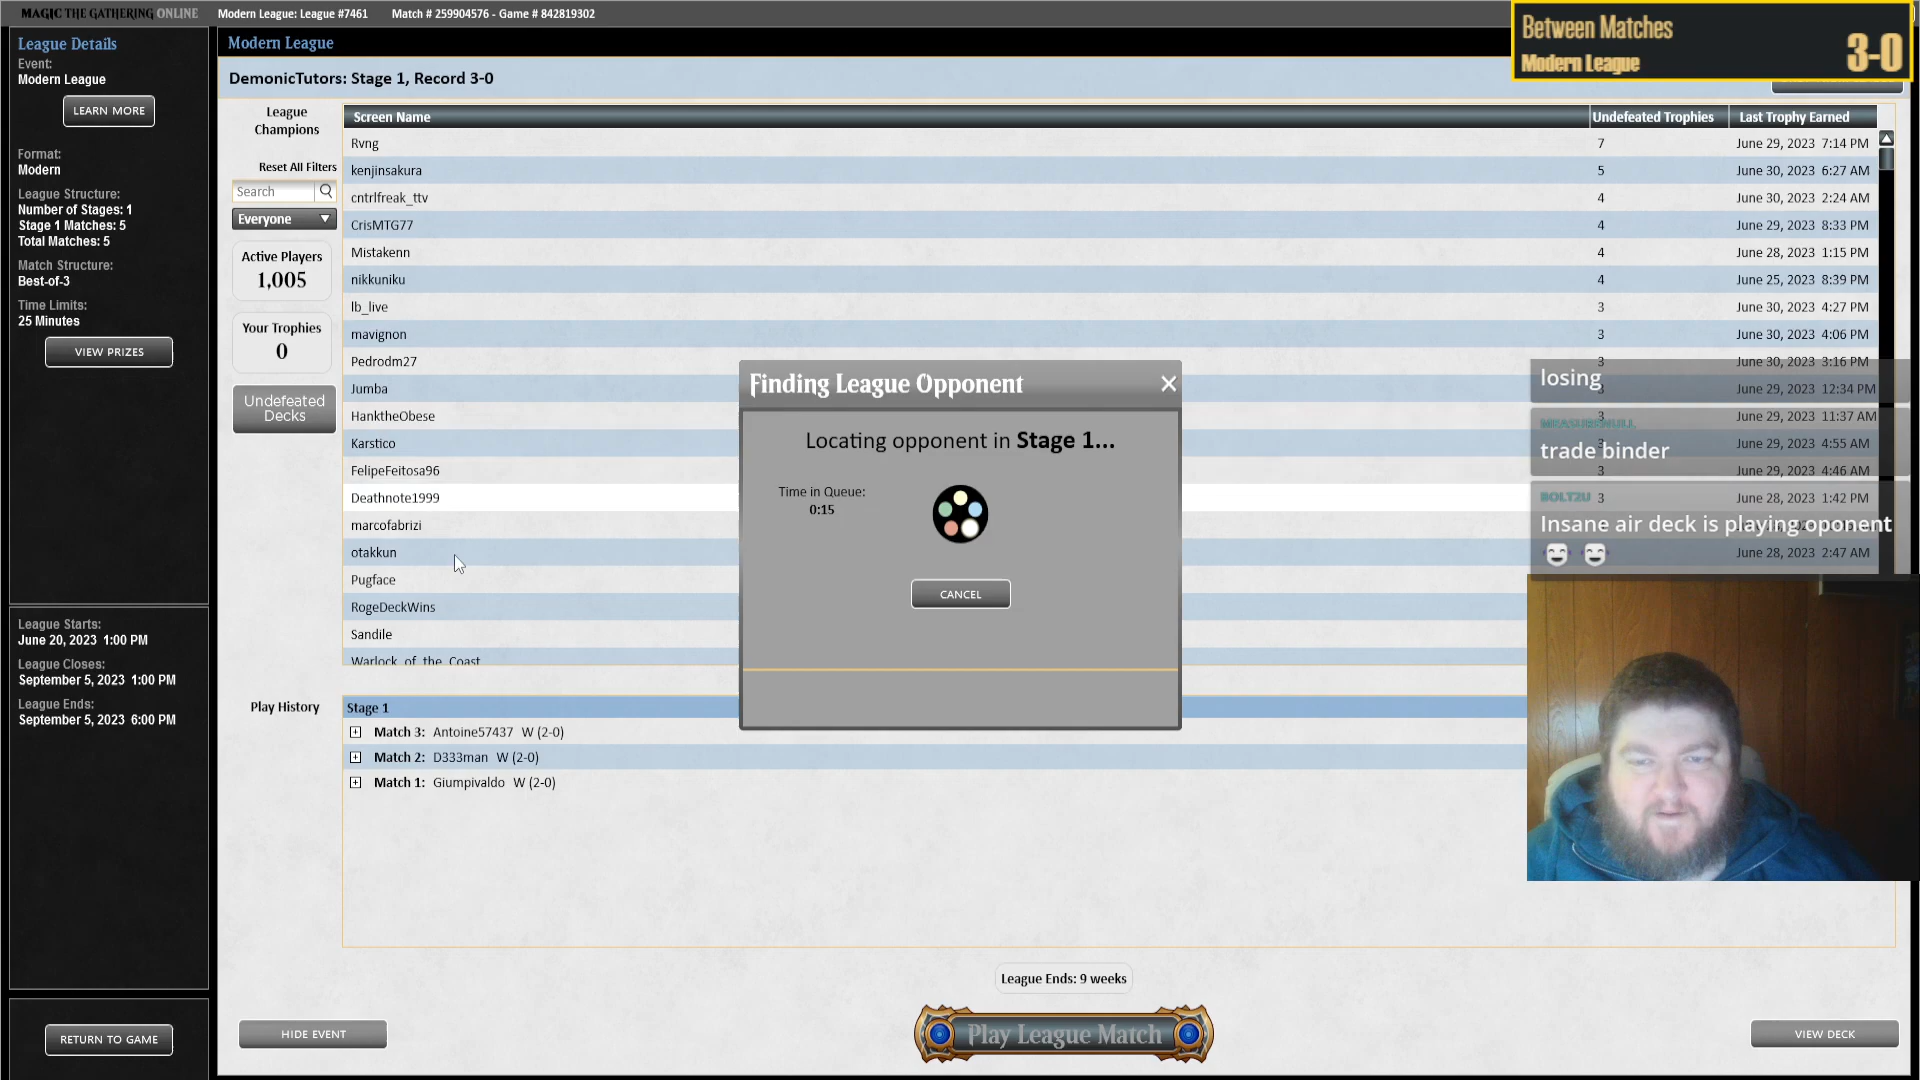 MAGIC THE GATHERING ONLINE
Modern League: League #7461
Match # 259904576 - Game # 842819302
Between Matches
Modern League
3-0
League Details
Event:
Modern League
LEARN MORE
Format:
Modern
League Structure:
Number of Stages: 1
Stage 1 Matches: 5
Total Matches: 5
Match Structure:
Best-of-3
Time Limits:
25 Minutes
VIEW PRIZES
League Starts:
June 20, 2023 1:00 PM
League Closes:
September 5, 2023 1:00 PM
League Ends:
September 5, 2023 6:00 PM
RETURN TO GAME
Modern League
DemonicTutors: Stage 1, Record 3-0
League
Champions
Reset All Filters
Search
Everyone
Active Players
1,005
Your Trophies
0
Undefeated
Decks
Screen Name Undefeated Trophies Last Trophy Earned
Rvng 7 June 29, 2023 7:14 PM
kenjinsakura 5 June 30, 2023 6:27 AM
cntrlfreak_ttv 4 June 30, 2023 2:24 AM
CrisMTG77 4 June 29, 2023 8:33 PM
Mistakenn 4 June 28, 2023 1:15 PM
nikkuniku 4 June 25, 2023 8:39 PM
lb_live 3 June 30, 2023 4:27 PM
mavignon 3 June 30, 2023 4:06 PM
Pedrodm27 3 June 30, 2023 3:16 PM
Jumba 3 June 29, 2023 12:34 PM
HanktheObese 3 June 29, 2023 11:37 AM
Karstico 3 June 29, 2023 4:55 AM
FelipeFeitosa96 3 June 29, 2023 4:46 AM
Deathnote1999 3 June 28, 2023 1:42 PM
marcofabrizi
otakkun June 28, 2023 2:47 AM
Pugface
RogeDeckWins
Sandile
Warlock_of_the_Coast
Finding League Opponent
Locating opponent in Stage 1...
Time in Queue:
0:15
CANCEL
losing
trade binder
BOLT2U
Insane air deck is playing oponent
Play History
Stage 1
Match 3: Antoine57437 W (2-0)
Match 2: D333man W (2-0)
Match 1: Giumpivaldo W (2-0)
League Ends: 9 weeks
HIDE EVENT
Play League Match
VIEW DECK